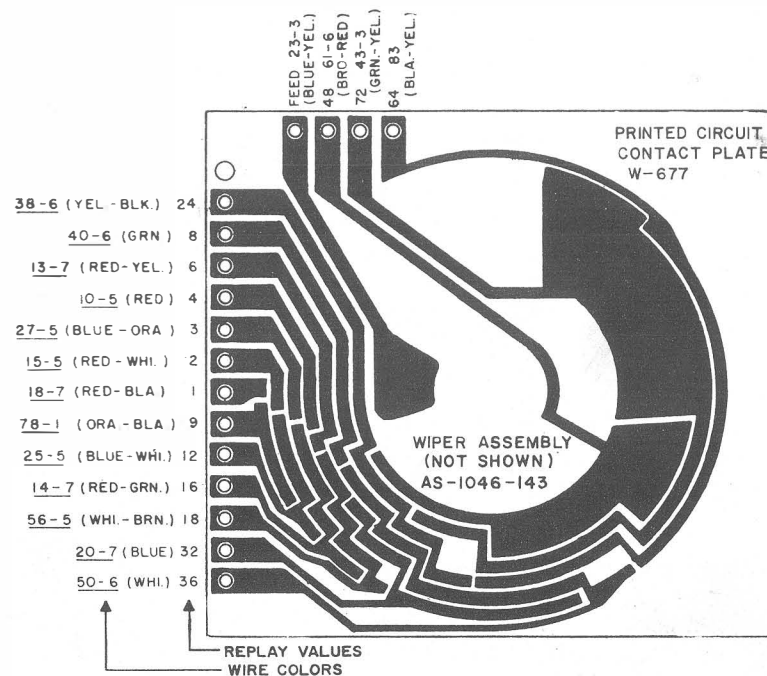 FEED 23-3
(BLUE-YEL.)
48 61-6
(BRO-RED)
72 43-3
(GRN.-YEL.)
64 83
(BLA.-YEL.)
PRINTED CIRCUIT
CONTACT PLATE
W-677
38-6 (YEL.-BLK.) 24
40-6 (GRN.) 8
13-7 (RED-YEL.) 6
10-5 (RED) 4
27-5 (BLUE-ORA.) 3
15-5 (RED-WHI.) 2
18-7 (RED-BLA.) 1
78-1 (ORA.-BLA.) 9
25-5 (BLUE-WHI.) 12
14-7 (RED-GRN.) 16
56-5 (WHI.-BRN.) 18
20-7 (BLUE) 32
50-6 (WHI.) 36
WIPER ASSEMBLY
(NOT SHOWN)
AS-1046-143
REPLAY VALUES
WIRE COLORS